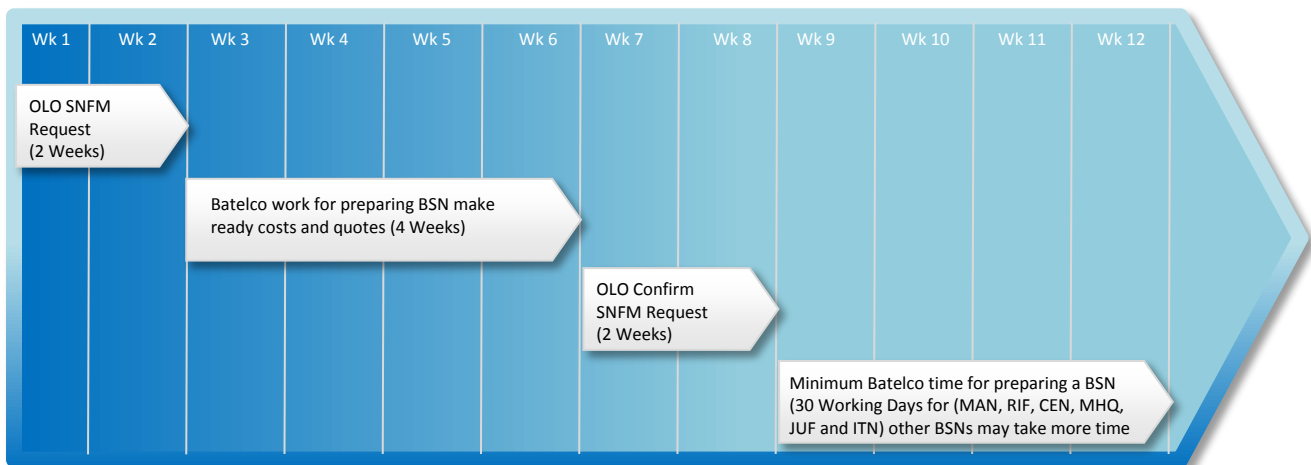 Wk 1 Wk 2 Wk 3 Wk 4 Wk 5 Wk 6 Wk 7 Wk 8 Wk 9 Wk 10 Wk 11 Wk 12
OLO SNFM
Request
(2 Weeks)
Batelco work for preparing BSN make
ready costs and quotes (4 Weeks)
OLO Confirm
SNFM Request
(2 Weeks)
Minimum Batelco time for preparing a BSN
(30 Working Days for (MAN, RIF, CEN, MHQ,
JUF and ITN) other BSNs may take more time